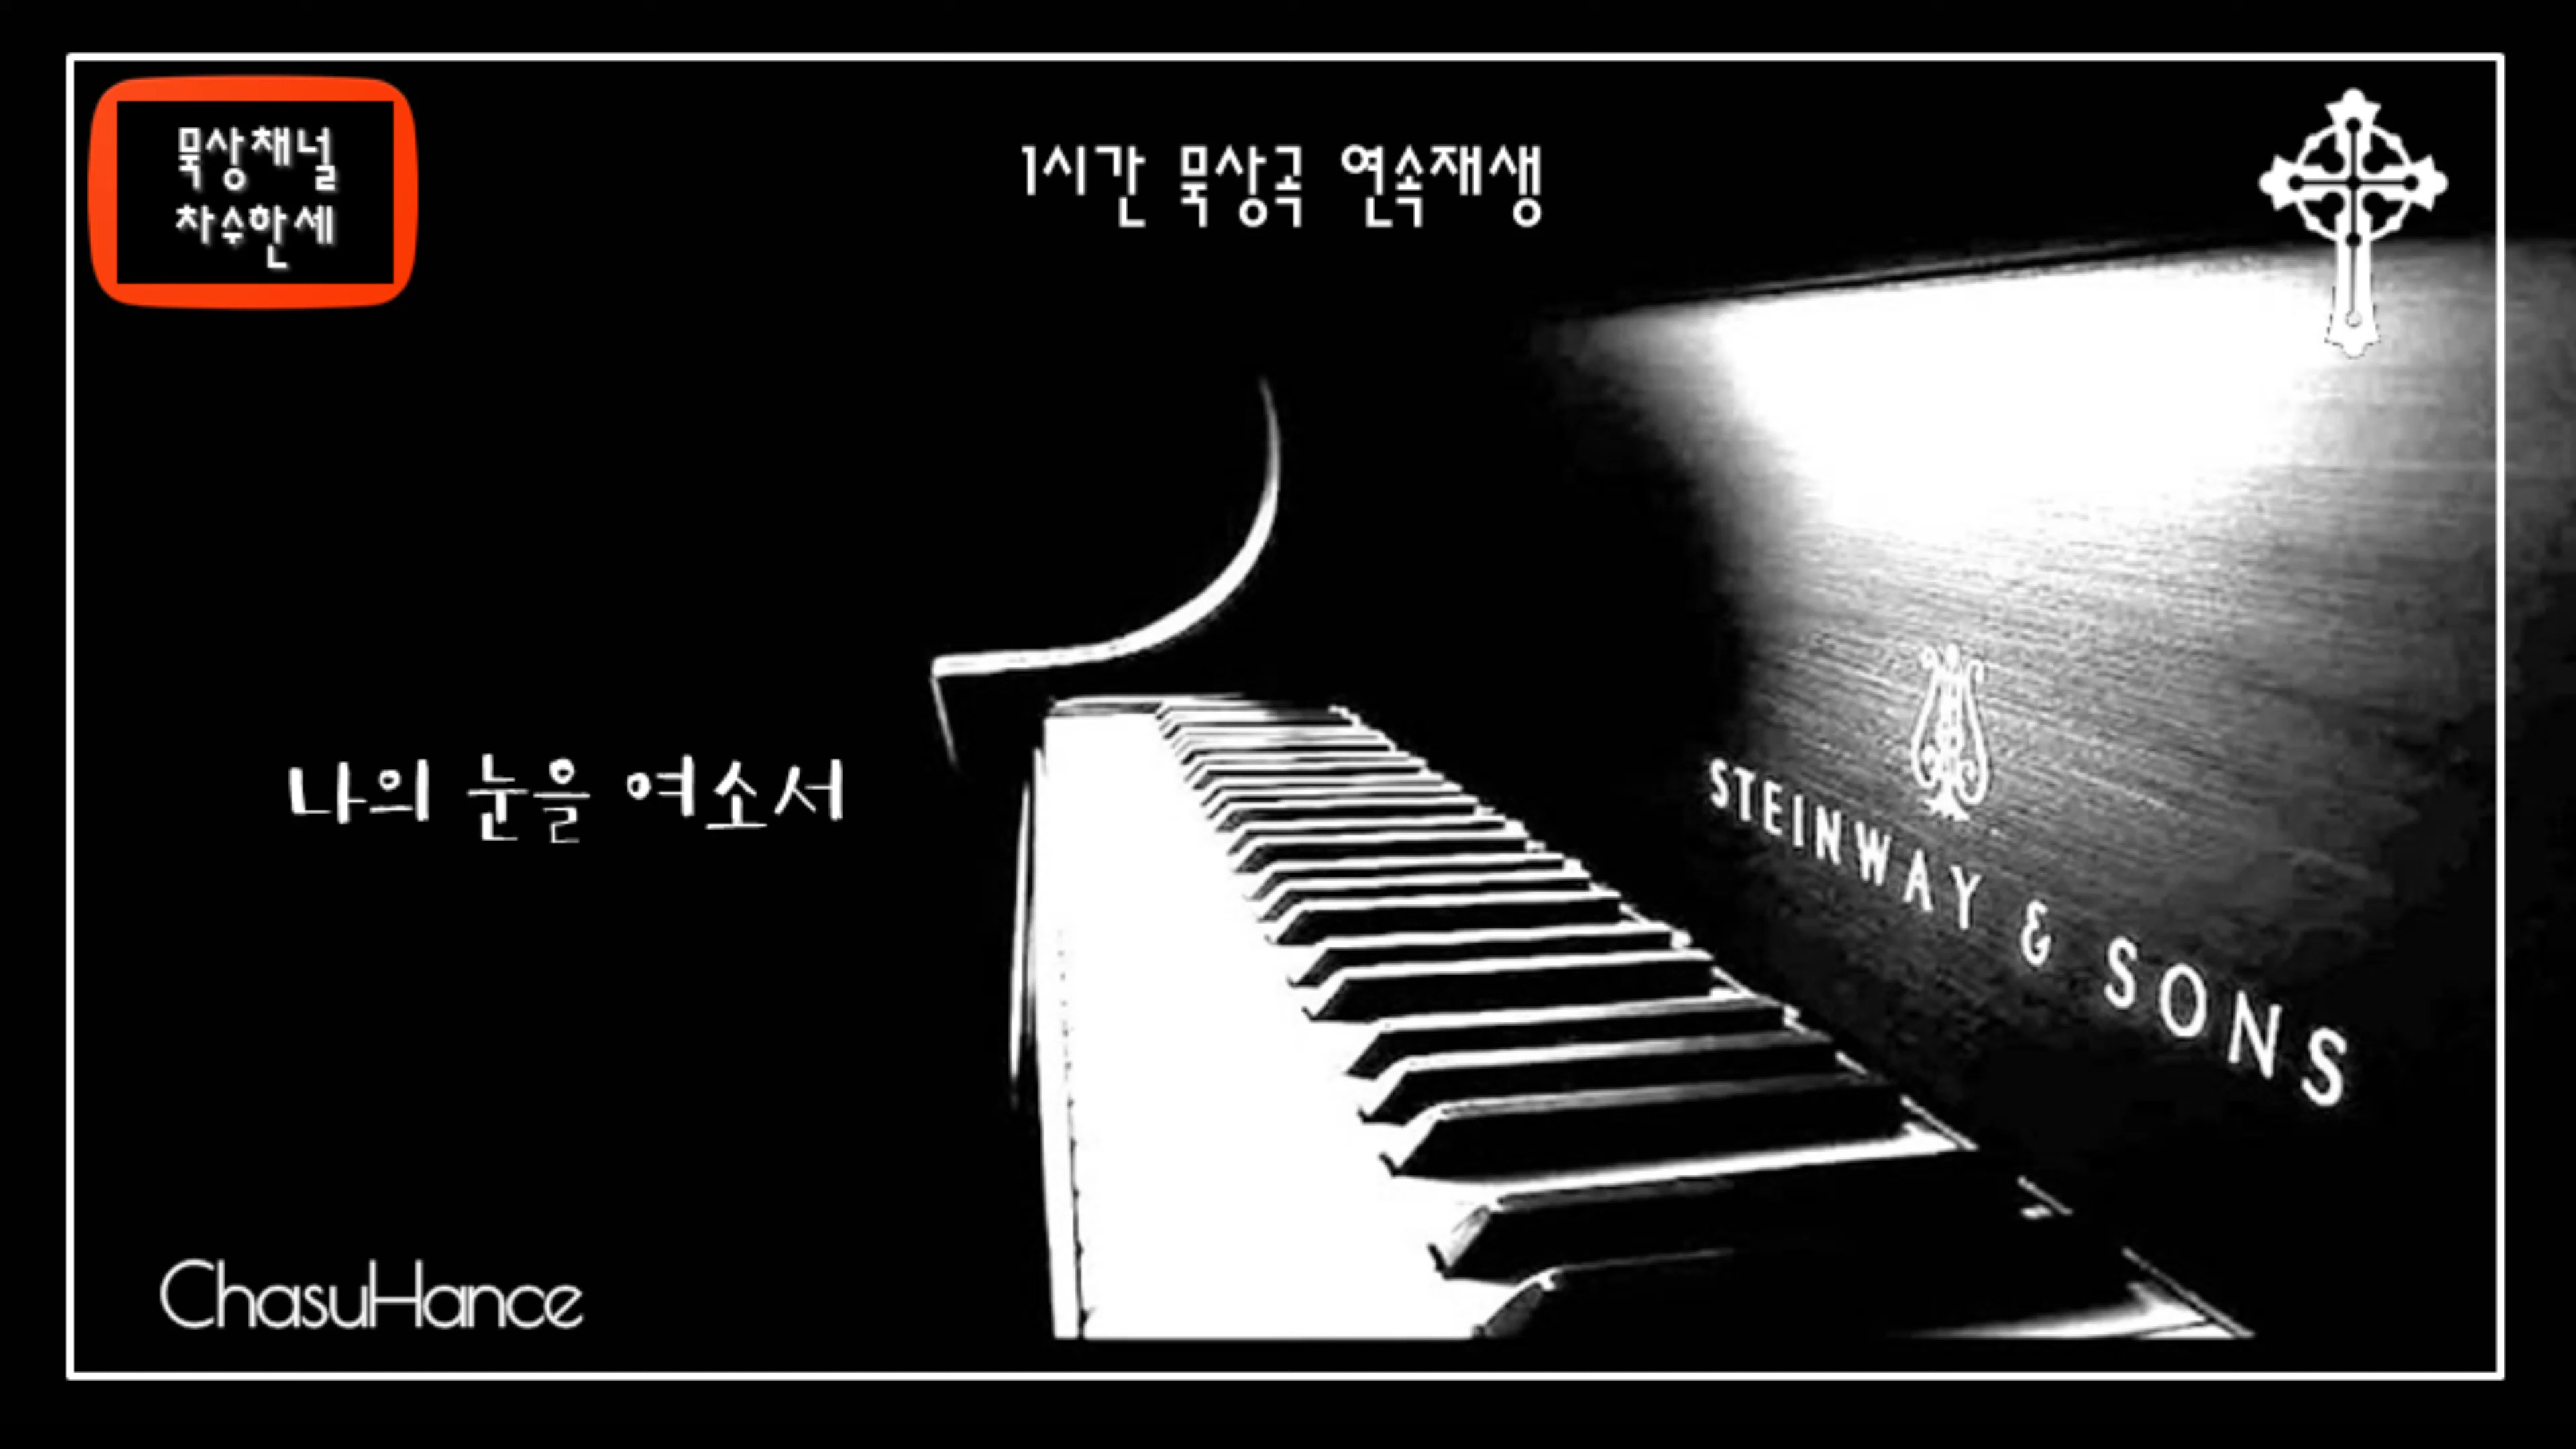 묵상채널
차수한세
1시간 묵상곡 연속재생
나의 눈을 여소서
STEINWAY & SONS
ChasuHance